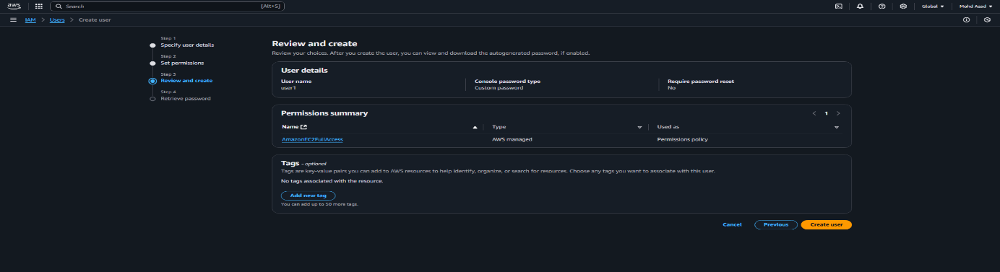 aws Search [Alt+S] Global Mohd Asad
IAM > Users > Create user
Step 1
Specify user details
Step 2
Set permissions
Step 3
Review and create
Step 4
Retrieve password
Review and create
Review your choices. After you create the user, you can view and download the autogenerated password, if enabled.
User details
User name Console password type Require password reset
user1 Custom password No
Permissions summary 1
Name Type Used as
AmazonEC2FullAccess AWS managed Permissions policy
Tags - optional
Tags are key-value pairs you can add to AWS resources to help identify, organize, or search for resources. Choose any tags you want to associate with this user.
No tags associated with the resource.
Add new tag
You can add up to 50 more tags.
Cancel Previous Create user